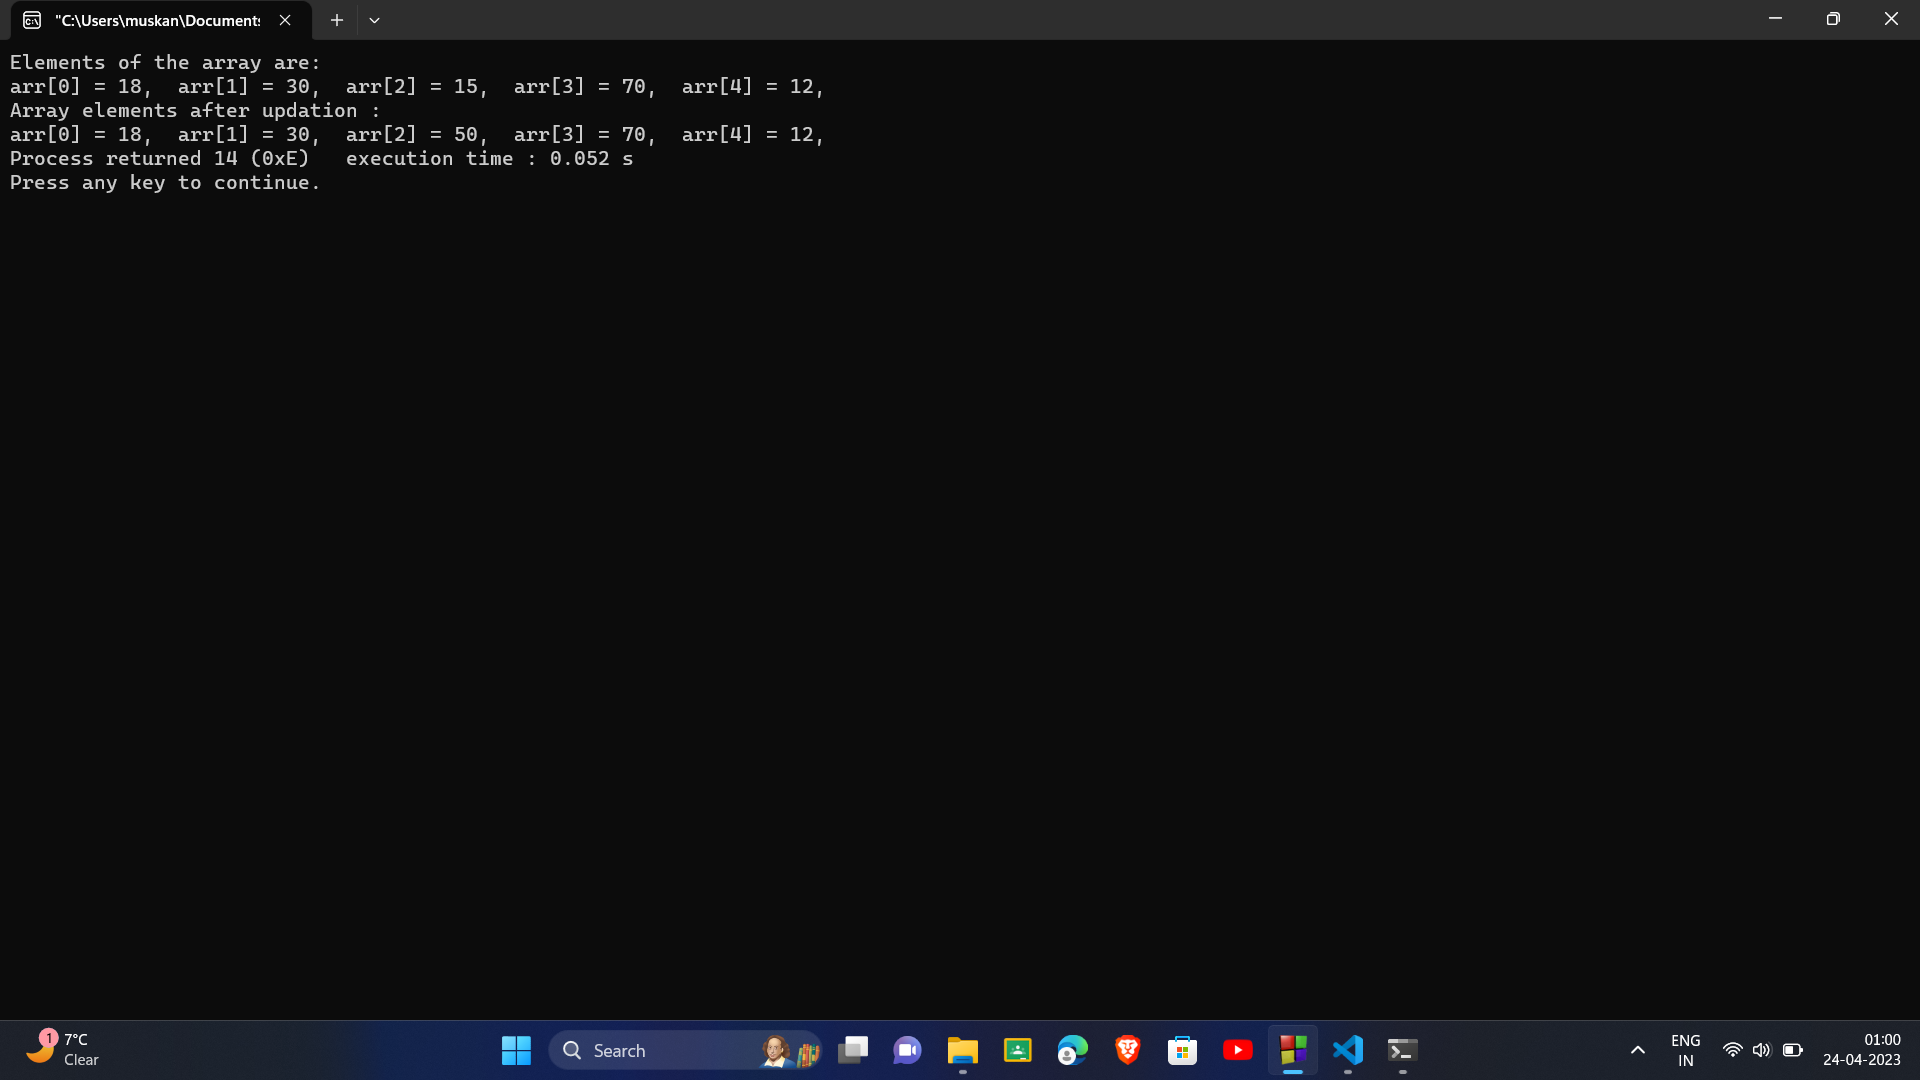 "C:\Users\muskan\Documents
Elements of the array are:
arr[0] = 18,  arr[1] = 30,  arr[2] = 15,  arr[3] = 70,  arr[4] = 12,
Array elements after updation :
arr[0] = 18,  arr[1] = 30,  arr[2] = 50,  arr[3] = 70,  arr[4] = 12,
Process returned 14 (0xE)   execution time : 0.052 s
Press any key to continue.
1
7°C
Clear
Search
ENG
IN
01:00
24-04-2023